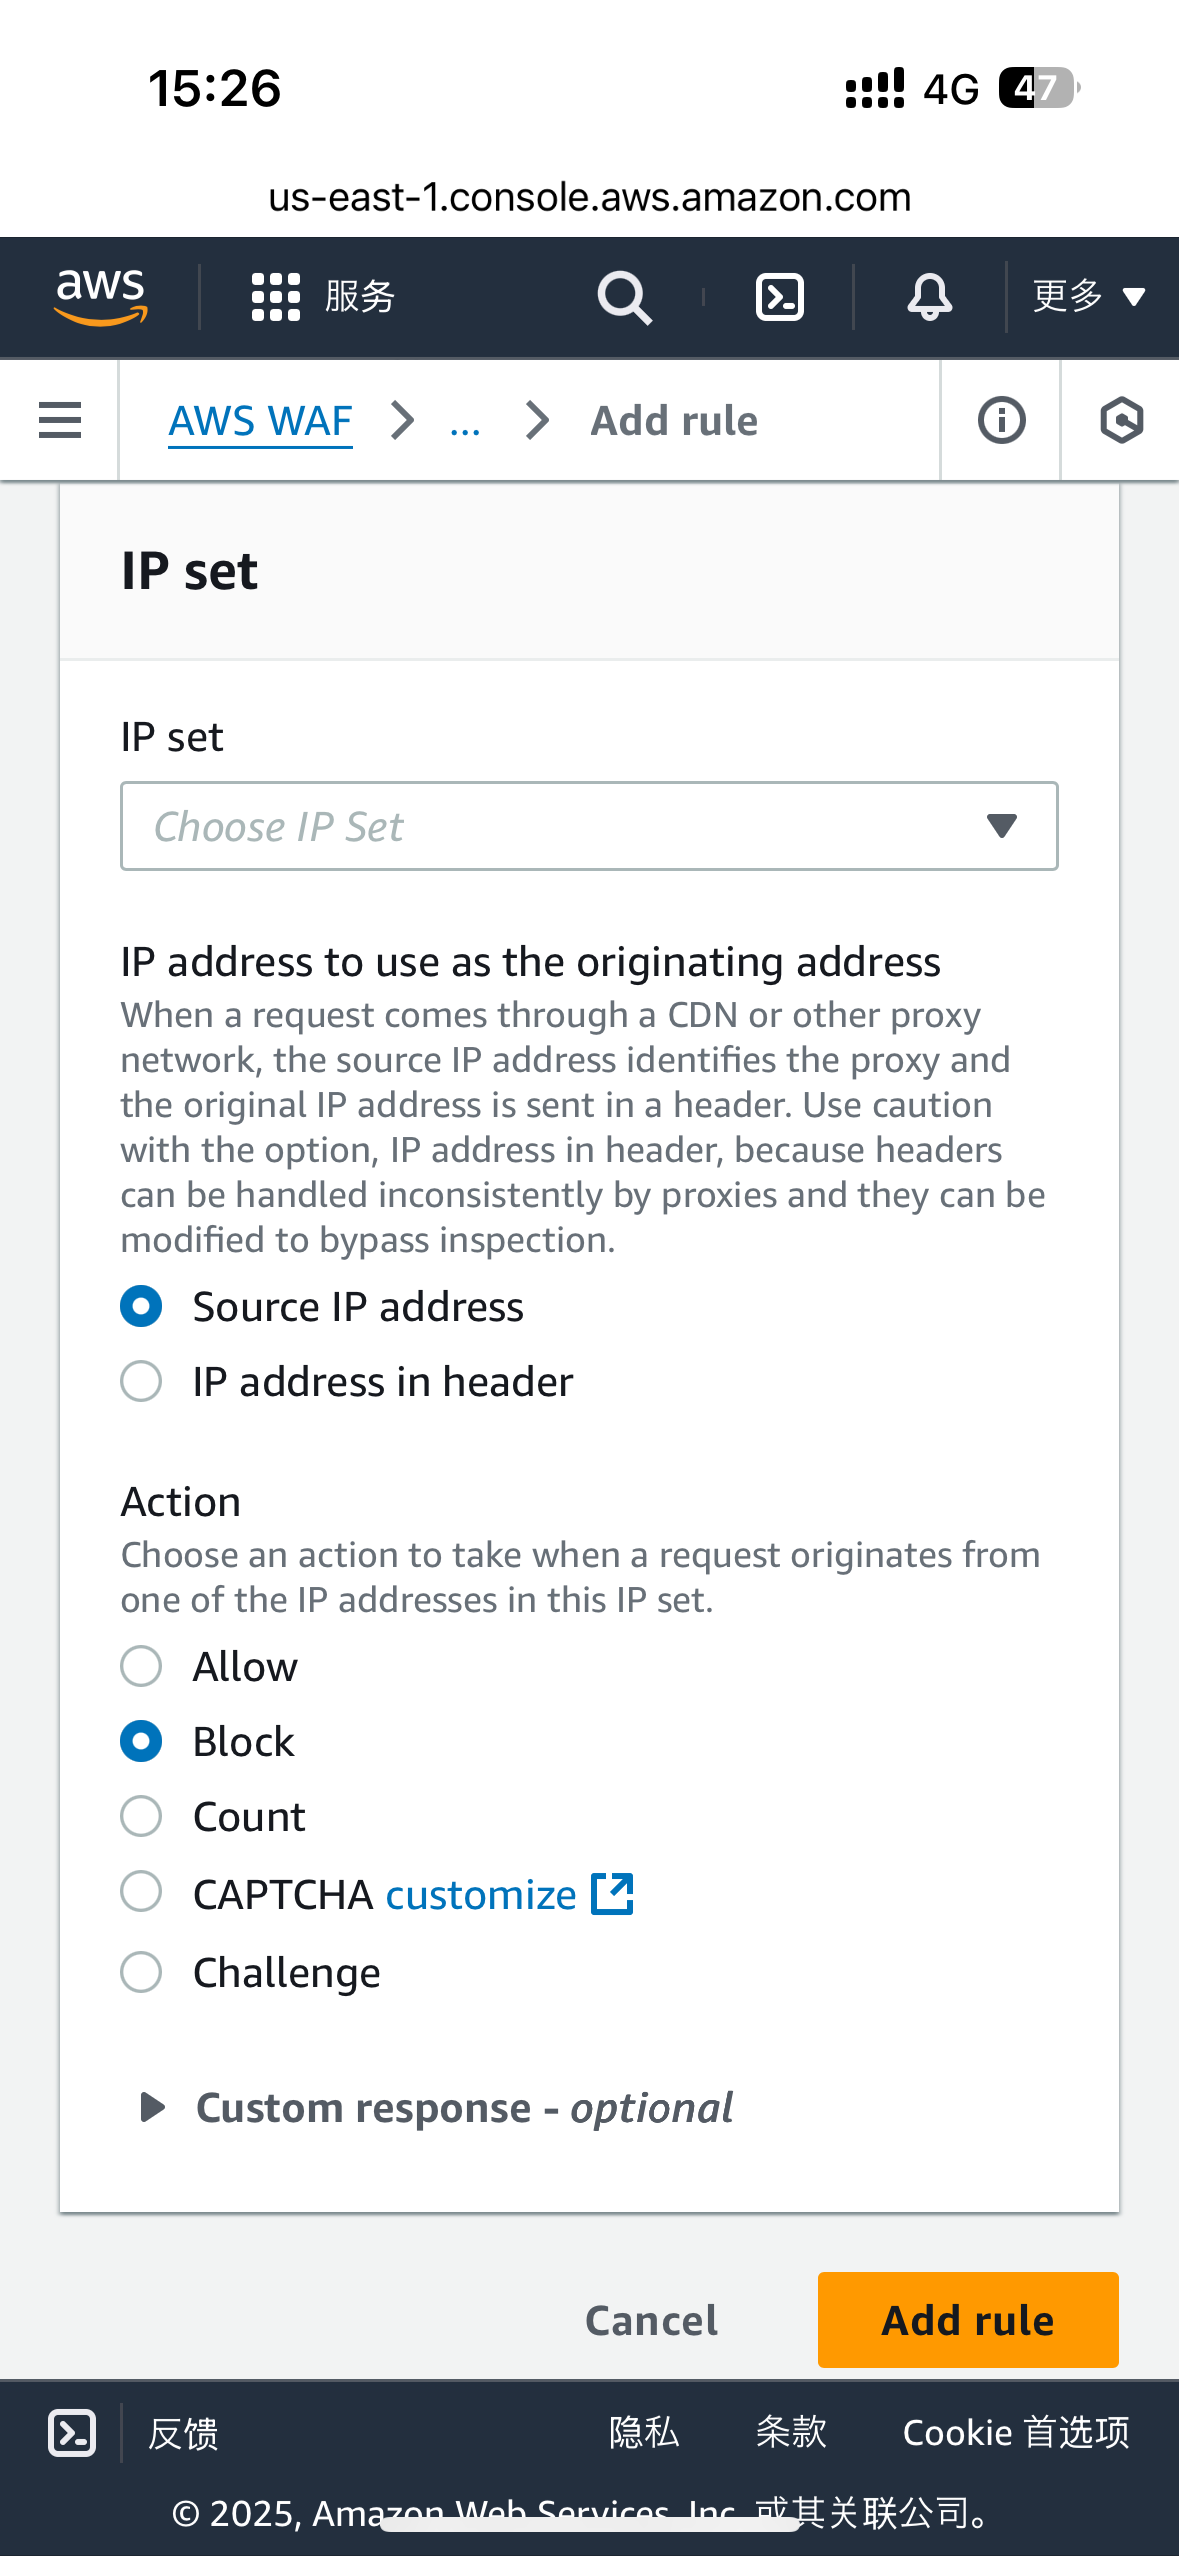 15:26
4G 47
us-east-1.console.aws.amazon.com
aws 服务 更多
AWS WAF ... Add rule
IP set
IP set
Choose IP Set
IP address to use as the originating address
When a request comes through a CDN or other proxy
network, the source IP address identifies the proxy and
the original IP address is sent in a header. Use caution
with the option, IP address in header, because headers
can be handled inconsistently by proxies and they can be
modified to bypass inspection.
Source IP address
IP address in header
Action
Choose an action to take when a request originates from
one of the IP addresses in this IP set.
Allow
Block
Count
CAPTCHA customize
Challenge
Custom response - optional
Cancel Add rule
反馈 隐私 条款 Cookie 首选项
© 2025, Amazon Web Services, Inc. 或其关联公司。